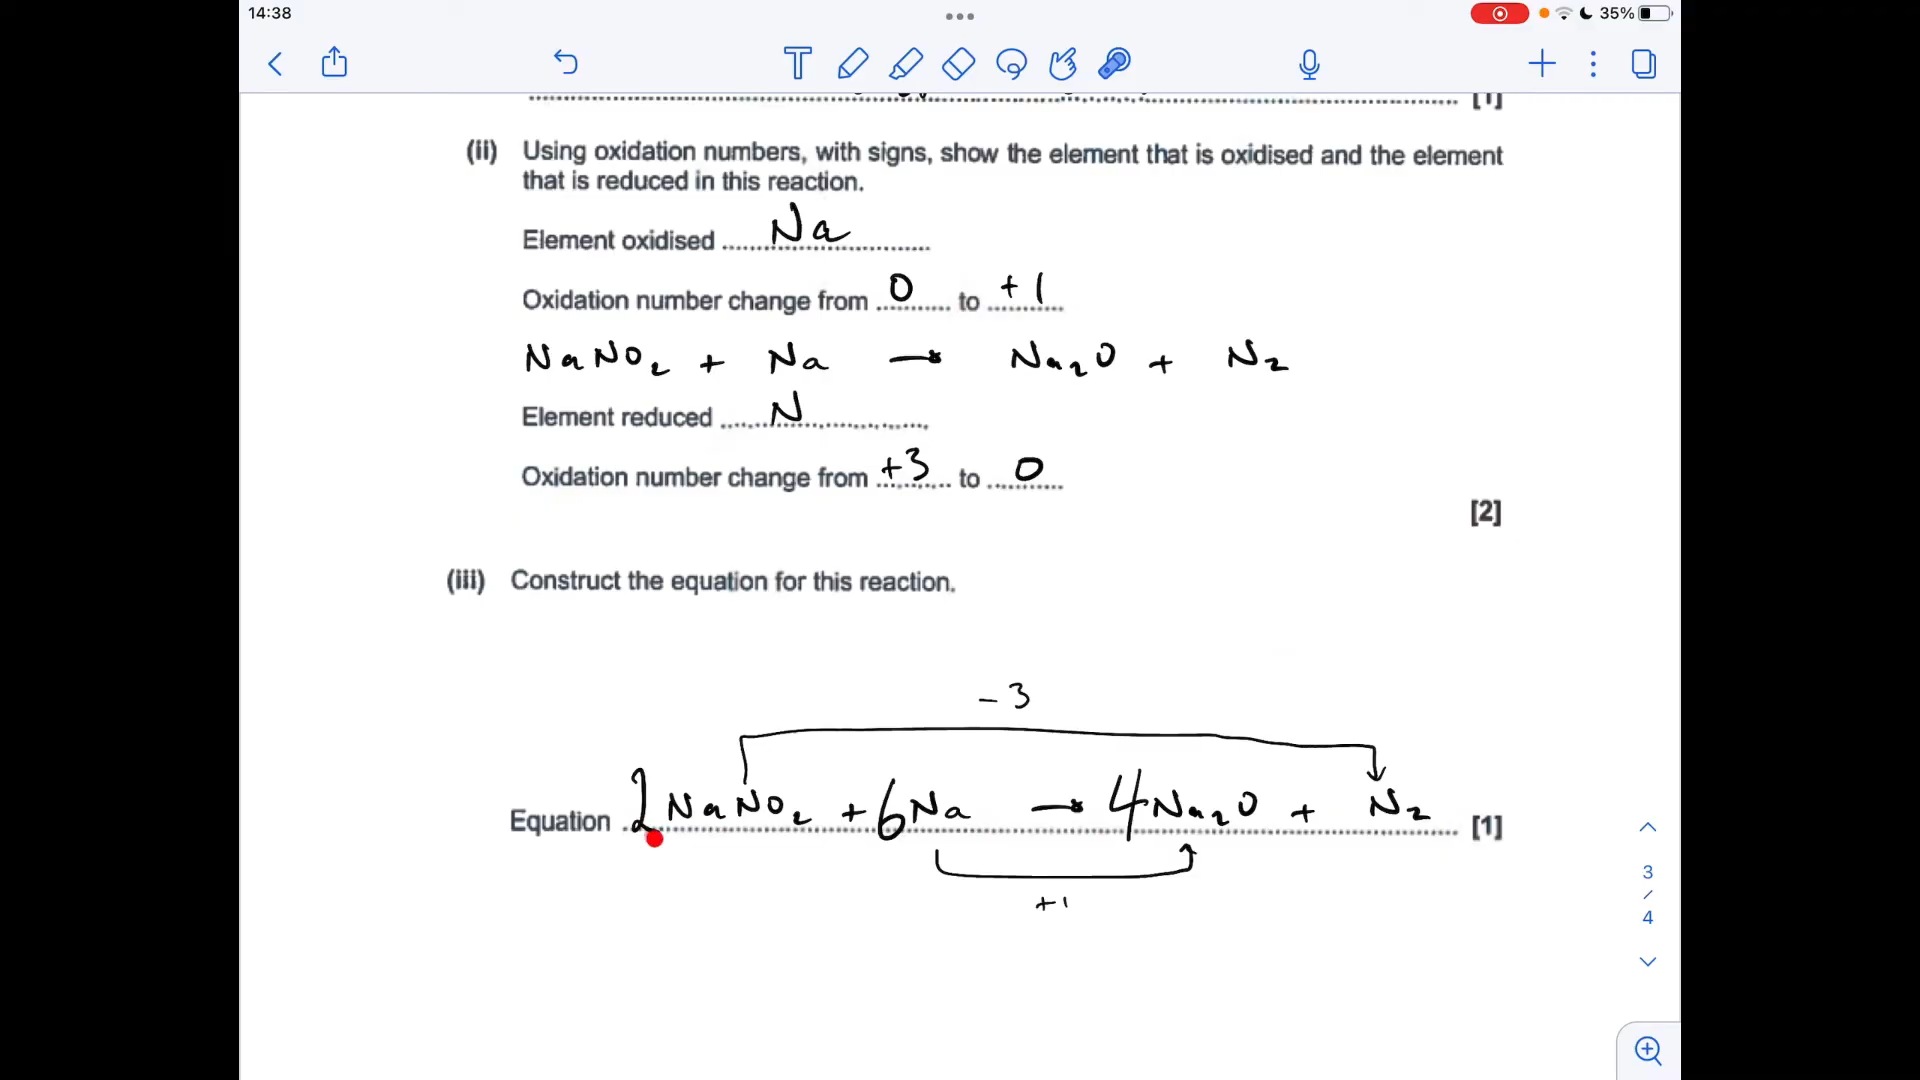 14:38
35%
[1]
(ii) Using oxidation numbers, with signs, show the element that is oxidised and the element
that is reduced in this reaction.
Element oxidised Na
Oxidation number change from 0 to +1
NaNO₂ + Na → Na₂O + N₂
Element reduced N
Oxidation number change from +3 to 0
[2]
(iii) Construct the equation for this reaction.
-3
Equation 2NaNO₂ + 6Na → 4Na₂O + N₂ [1]
+1
3
/
4